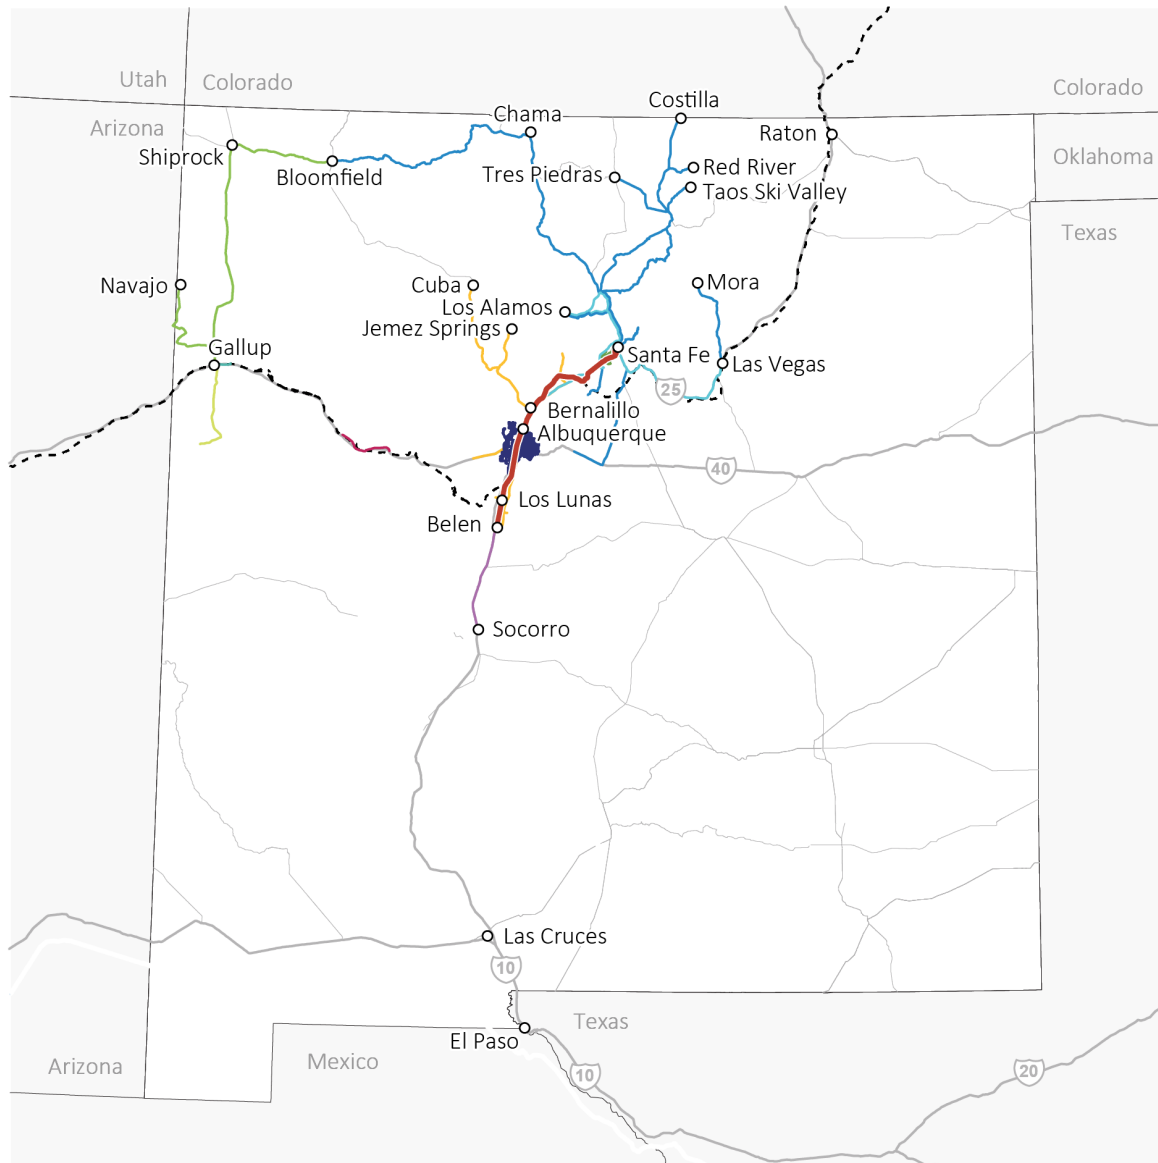 Utah
Colorado
Colorado
Arizona
Costilla
Chama
Raton
Shiprock
Oklahoma
Bloomfield
Tres Piedras
Red River
Taos Ski Valley
Texas
Navajo
Cuba
Mora
Los Alamos
Jemez Springs
Gallup
Santa Fe
Las Vegas
25
Bernalillo
Albuquerque
40
Los Lunas
Belen
Socorro
Las Cruces
10
Texas
El Paso
Mexico
Arizona
10
20